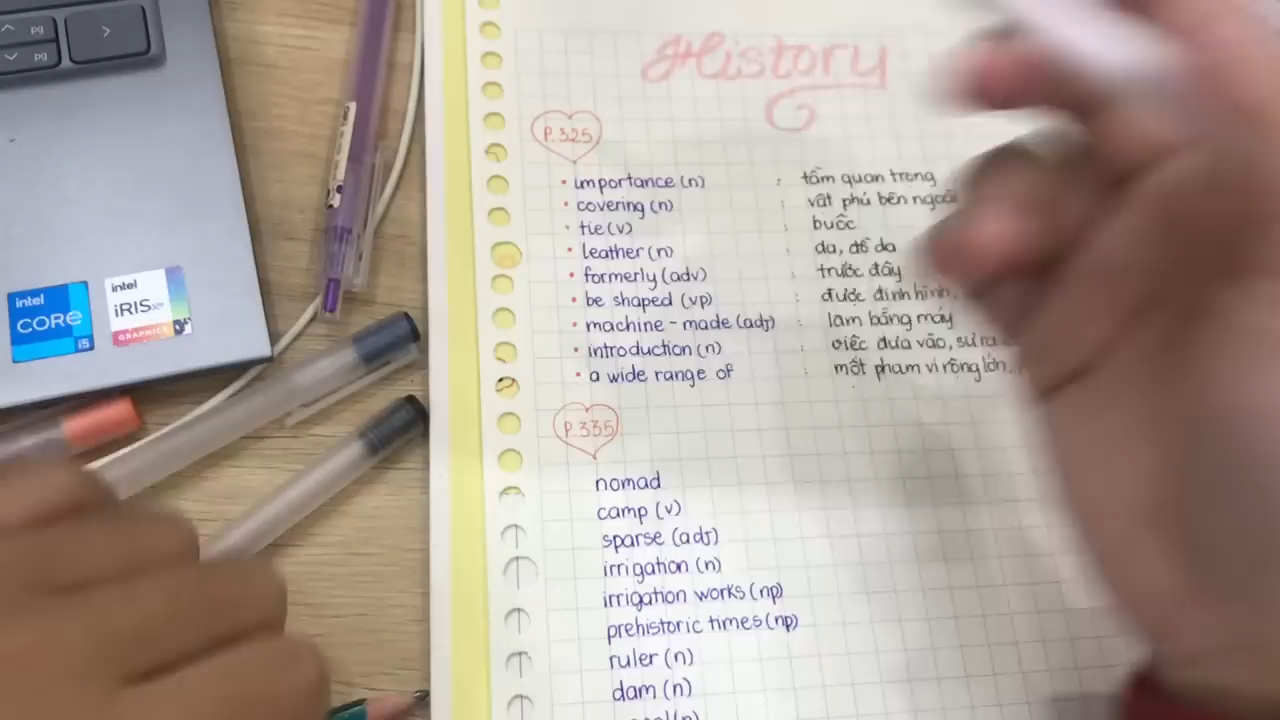 History
P.325
• importance (n) : tầm quan trọng
• covering (n) : vật phủ bên ngoài
• tie (v) : buộc
• leather (n) : da, đồ da
• formerly (adv) : trước đây
• be shaped (vp) : được định hình,
• machine-made (adj) : làm bằng máy
• introduction (n) : việc đưa vào, sử
• a wide range of : một phạm vi rộng lớn,
P.335
nomad
camp (v)
sparse (adj)
irrigation (n)
irrigation works (np)
prehistoric times (np)
ruler (n)
dam (n)
pg
pg
intel
CORE
i5
intel
iRIS Xe
GRAPHICS